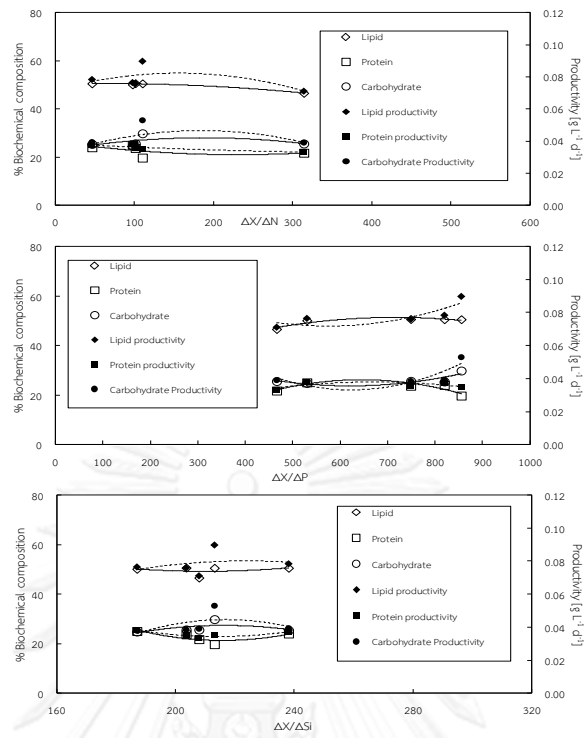 80
60
40
20
0
% Biochemical composition
0.12
0.10
0.08
0.06
0.04
0.02
0.00
Productivity [g L⁻¹ d⁻¹]
Lipid
Protein
Carbohydrate
Lipid productivity
Protein productivity
Carbohydrate Productivity
0 100 200 300 400 500 600
ΔX/ΔN
80
60
40
20
0
% Biochemical composition
0.12
0.10
0.08
0.06
0.04
0.02
0.00
Productivity [g L⁻¹ d⁻¹]
Lipid
Protein
Carbohydrate
Lipid productivity
Protein productivity
Carbohydrate Productivity
0 100 200 300 400 500 600 700 800 900 1000
ΔX/ΔP
80
60
40
20
0
% Biochemical composition
0.12
0.10
0.08
0.06
0.04
0.02
0.00
Productivity [g L⁻¹ d⁻¹]
Lipid
Protein
Carbohydrate
Lipid productivity
Protein productivity
Carbohydrate Productivity
160 200 240 280 320
ΔX/ΔSi